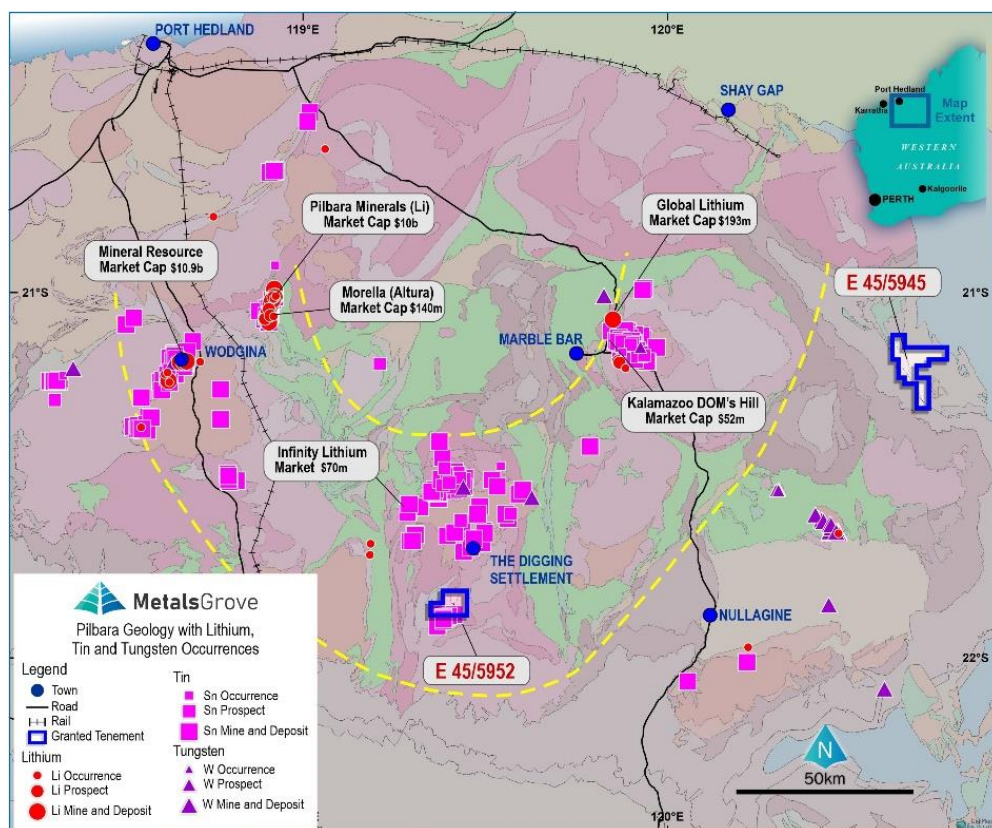 119°E
120°E
PORT HEDLAND
SHAY GAP
Port Hedland
Karratha
Map
Extent
WESTERN
AUSTRALIA
Kalgoorlie
PERTH
Pilbara Minerals (Li)
Market Cap $10b
Global Lithium
Market Cap $193m
Mineral Resource
Market Cap $10.9b
21°S
21°S
E 45/5945
Morella (Altura)
Market Cap $140m
MARBLE BAR
WODGINA
Kalamazoo DOM's Hill
Market Cap $52m
Infinity Lithium
Market $70m
THE DIGGING
SETTLEMENT
NULLAGINE
E 45/5952
22°S
MetalsGrove
Pilbara Geology with Lithium,
Tin and Tungsten Occurrences
Legend
Town
Road
Rail
Granted Tenement
Lithium
Li Occurrence
Li Prospect
Li Mine and Deposit
Tin
Sn Occurrence
Sn Prospect
Sn Mine and Deposit
Tungsten
W Occurrence
W Prospect
W Mine and Deposit
N
50km
120°E